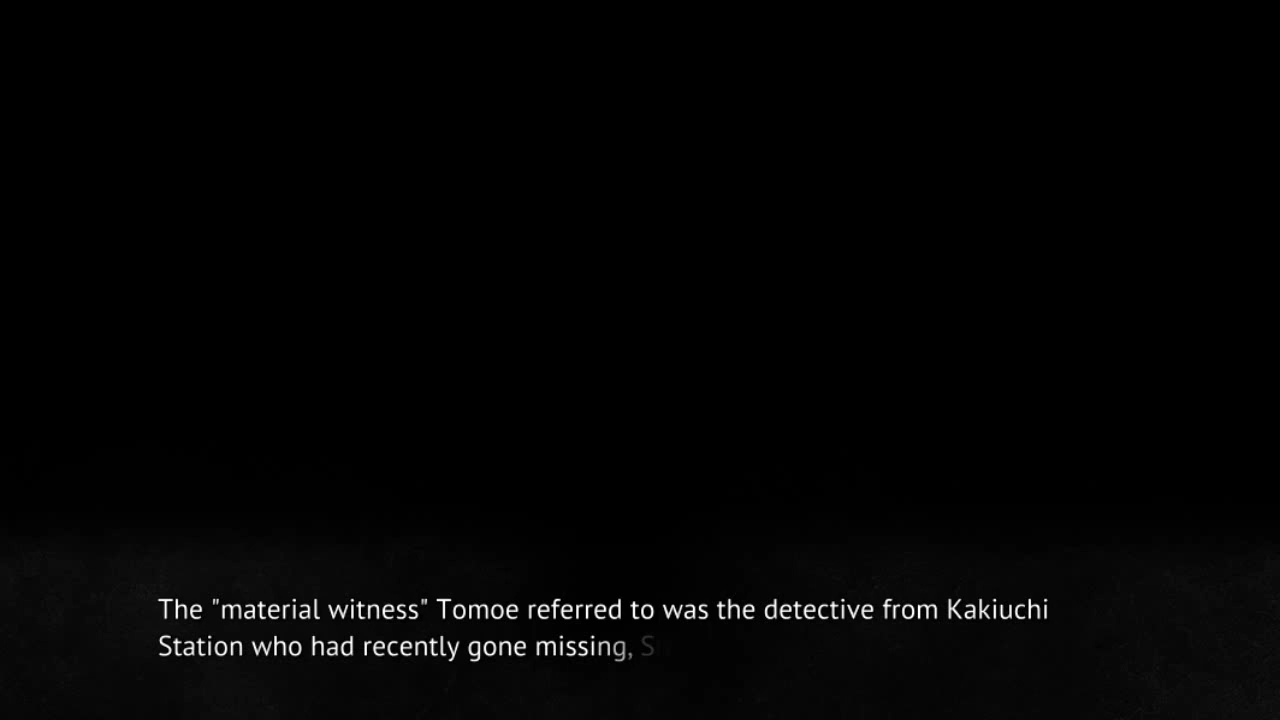 The "material witness" Tomoe referred to was the detective from Kakiuchi
Station who had recently gone missing, S